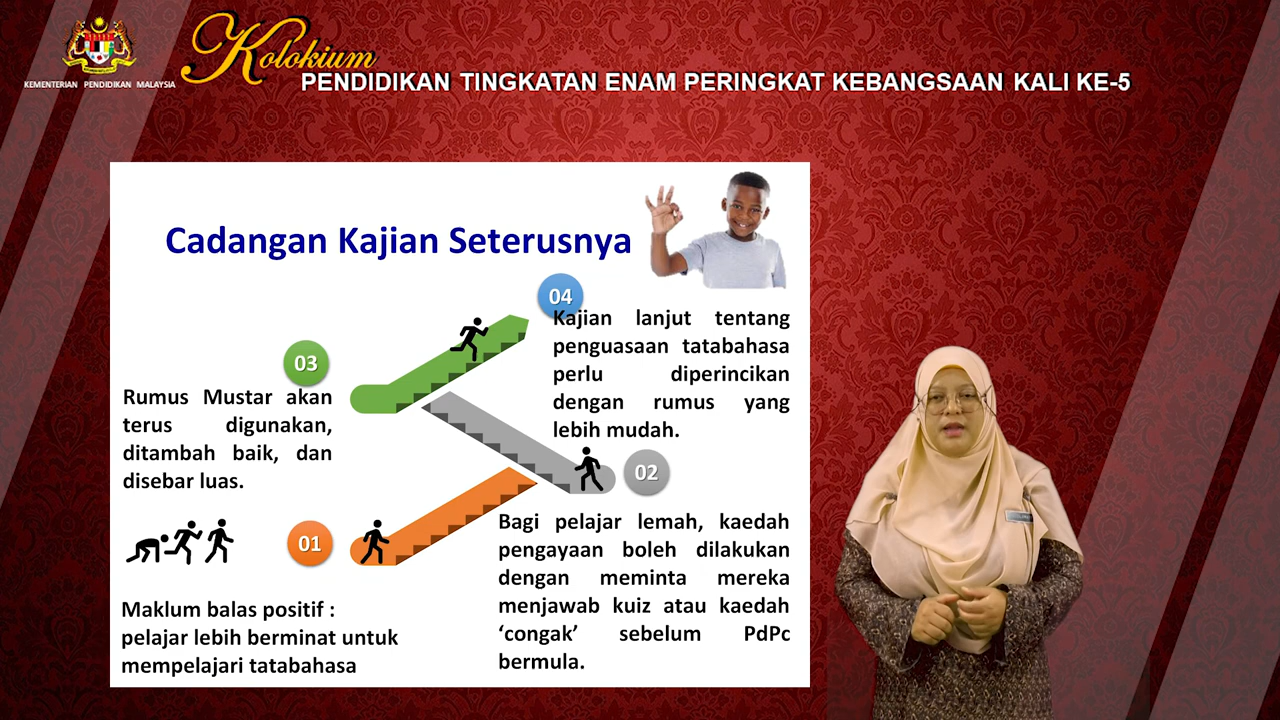 Kolokium
KEMENTERIAN PENDIDIKAN MALAYSIA
PENDIDIKAN TINGKATAN ENAM PERINGKAT KEBANGSAAN KALI KE-5
Cadangan Kajian Seterusnya
04
Kajian lanjut tentang
penguasaan tatabahasa
perlu diperincikan
dengan rumus yang
lebih mudah.
03
Rumus Mustar akan
terus digunakan,
ditambah baik, dan
disebar luas.
02
Bagi pelajar lemah, kaedah
pengayaan boleh dilakukan
dengan meminta mereka
menjawab kuiz atau kaedah
‘congak’ sebelum PdPc
bermula.
01
Maklum balas positif :
pelajar lebih berminat untuk
mempelajari tatabahasa